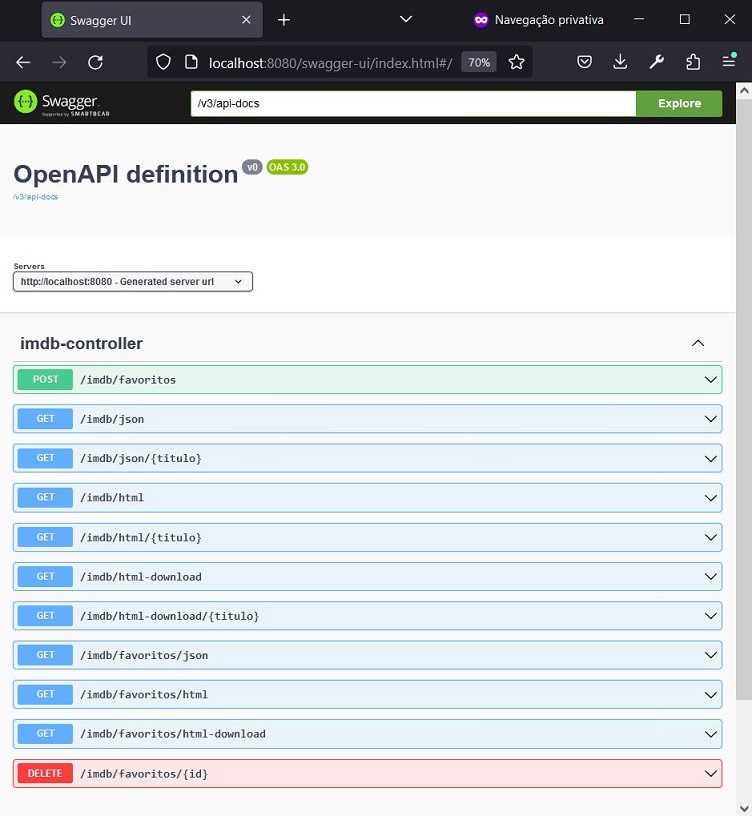 Swagger UI
Navegação privativa
localhost:8080/swagger-ui/index.html#/
70%
Swagger
Supported by SMARTBEAR
/v3/api-docs
Explore
OpenAPI definition v0 OAS 3.0
/v3/api-docs
Servers
http://localhost:8080 - Generated server url
imdb-controller
POST /imdb/favoritos
GET /imdb/json
GET /imdb/json/{titulo}
GET /imdb/html
GET /imdb/html/{titulo}
GET /imdb/html-download
GET /imdb/html-download/{titulo}
GET /imdb/favoritos/json
GET /imdb/favoritos/html
GET /imdb/favoritos/html-download
DELETE /imdb/favoritos/{id}